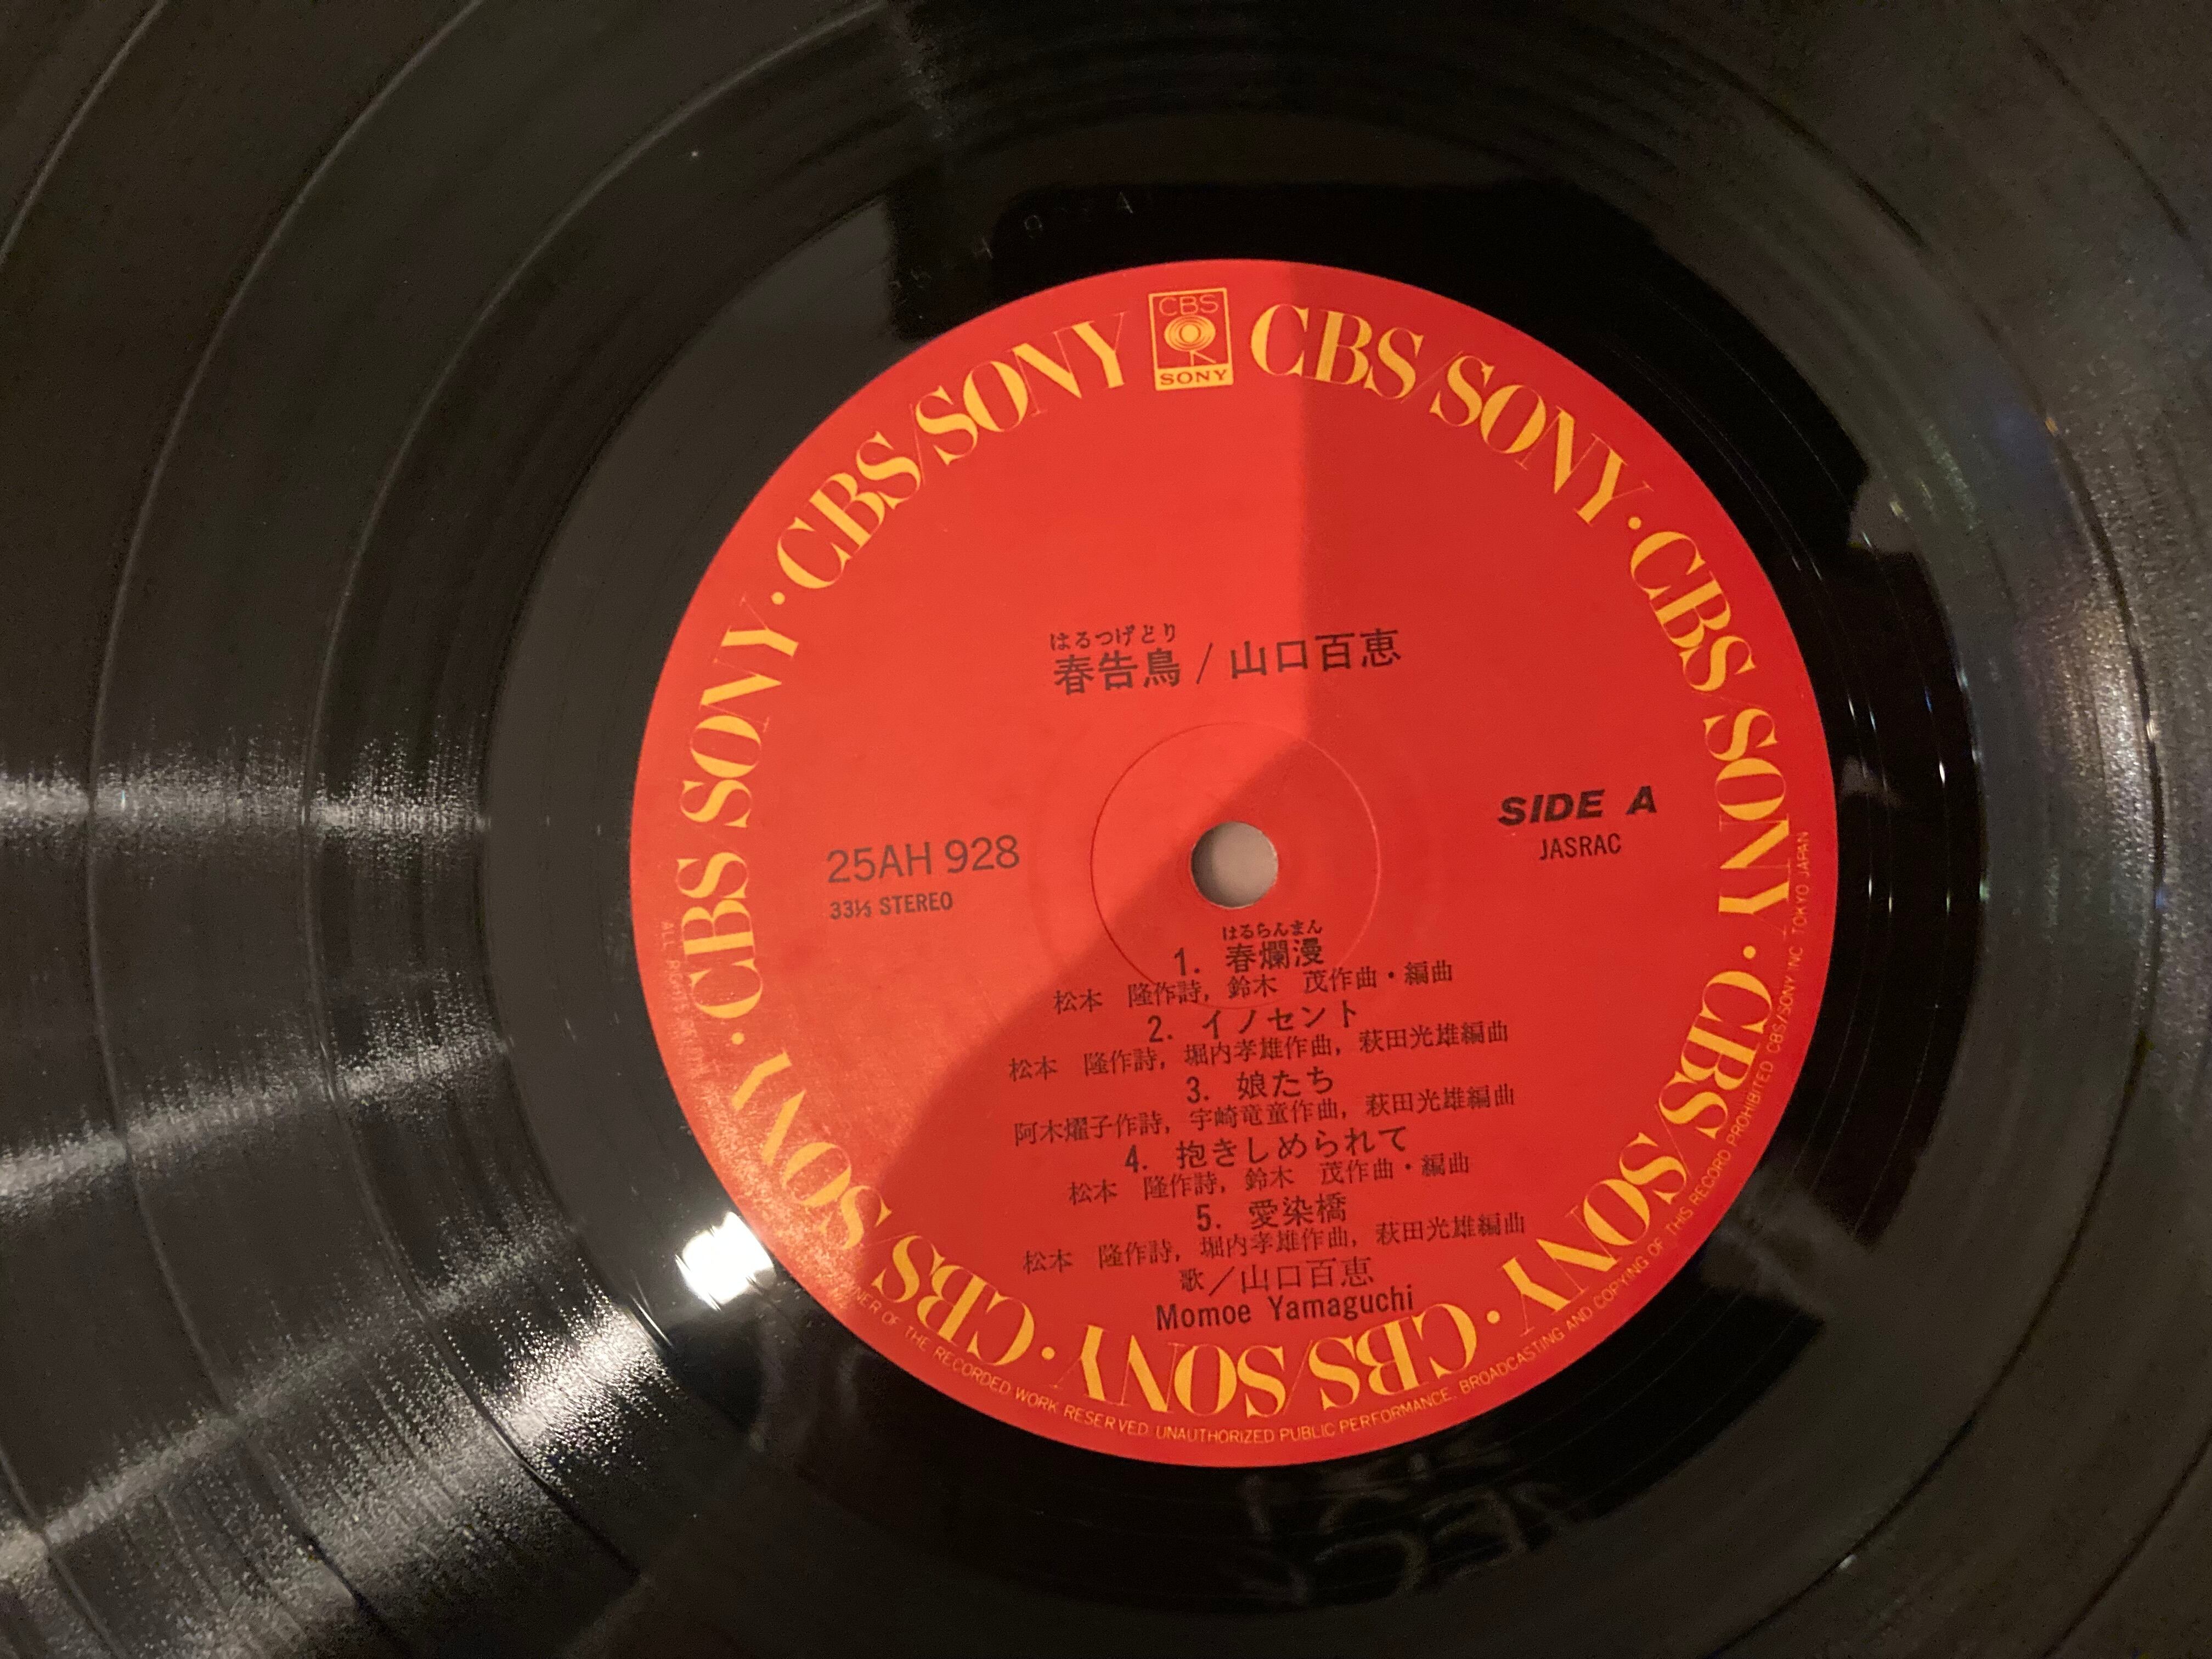 CBS
SONY
CBS/SONY · CBS/SONY · CBS/SONY · CBS/SONY · CBS/SONY · CBS/SONY · CBS/SONY · CBS/SONY
はるつげどり
春告鳥／山口百恵
SIDE A
JASRAC
25AH 928
33⅓ STEREO
はるらんまん
1. 春爛漫
松本　隆作詩, 鈴木　茂作曲・編曲
2. イノセント
松本　隆作詩, 堀内孝雄作曲, 萩田光雄編曲
3. 娘たち
阿木燿子作詩, 宇崎竜童作曲, 萩田光雄編曲
4. 抱きしめられて
松本　隆作詩, 鈴木　茂作曲・編曲
5. 愛染橋
松本　隆作詩, 堀内孝雄作曲, 萩田光雄編曲
歌／山口百恵
Momoe Yamaguchi
ALL OF THE RECORDED WORK RESERVED UNAUTHORIZED PUBLIC PERFORMANCE. BROADCASTING AND COPYING OF THIS RECORD PROHIBITED CBS/SONY INC. TOKYO JAPAN